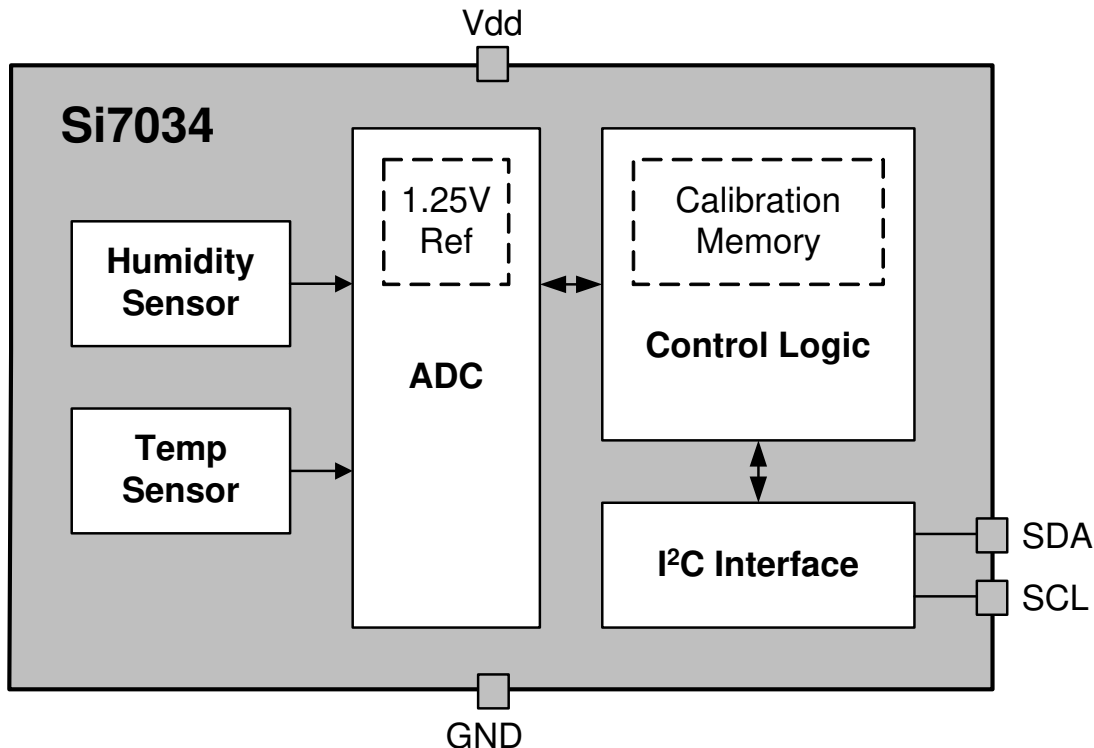 Vdd
Si7034
1.25V
Ref
Calibration
Memory
Humidity
Sensor
Control Logic
ADC
Temp
Sensor
I²C Interface
SDA
SCL
GND